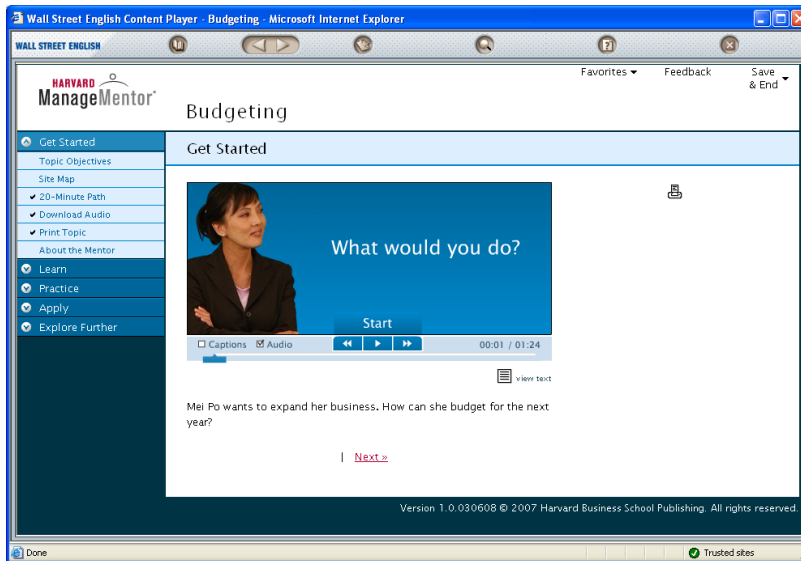 Wall Street English Content Player - Budgeting - Microsoft Internet Explorer
WALL STREET ENGLISH
HARVARD
ManageMentor
Favorites
Feedback
Save
& End
Budgeting
Get Started
Topic Objectives
Site Map
20-Minute Path
Download Audio
Print Topic
About the Mentor
Learn
Practice
Apply
Explore Further
Get Started
What would you do?
Start
Captions
Audio
00:01 / 01:24
view text
Mei Po wants to expand her business. How can she budget for the next
year?
| Next »
Version 1.0.030608 © 2007 Harvard Business School Publishing. All rights reserved.
Done
Trusted sites